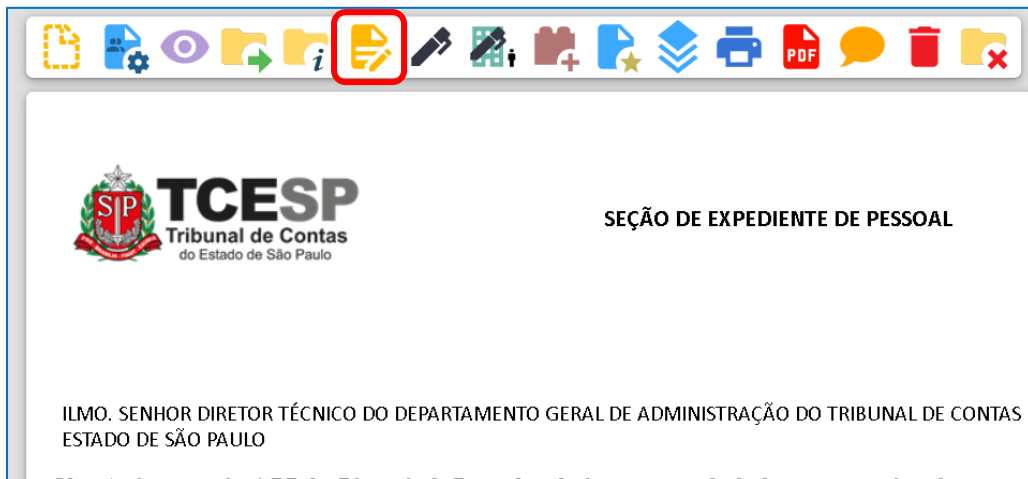 i
PDF
SP
TCESP
Tribunal de Contas
do Estado de São Paulo
SEÇÃO DE EXPEDIENTE DE PESSOAL
ILMO. SENHOR DIRETOR TÉCNICO DO DEPARTAMENTO GERAL DE ADMINISTRAÇÃO DO TRIBUNAL DE CONTAS
ESTADO DE SÃO PAULO